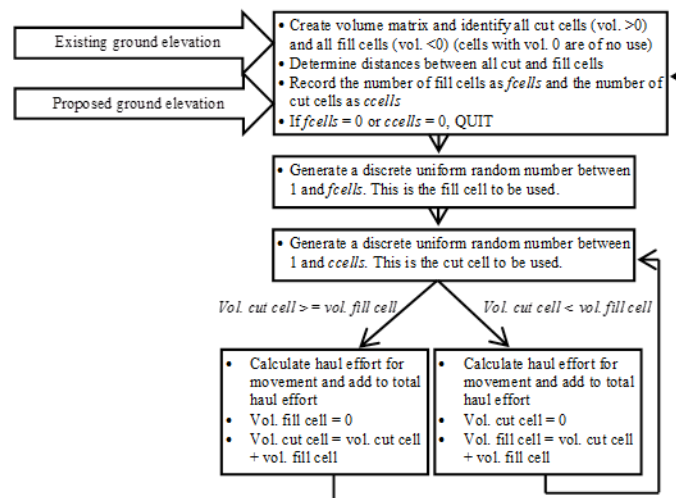 Existing ground elevation
Proposed ground elevation
• Create volume matrix and identify all cut cells (vol. >0)
and all fill cells (vol. <0) (cells with vol. 0 are of no use)
• Determine distances between all cut and fill cells
• Record the number of fill cells as fcells and the number of
cut cells as ccells
• If fcells = 0 or ccells = 0, QUIT
• Generate a discrete uniform random number between
1 and fcells. This is the fill cell to be used.
• Generate a discrete uniform random number between
1 and ccells. This is the cut cell to be used.
Vol. cut cell >= vol. fill cell
Vol. cut cell < vol. fill cell
• Calculate haul effort for
movement and add to total
haul effort
• Vol. fill cell = 0
• Vol. cut cell = vol. cut cell
+ vol. fill cell
• Calculate haul effort for
movement and add to total
haul effort
• Vol. cut cell = 0
• Vol. fill cell = vol. cut cell
+ vol. fill cell